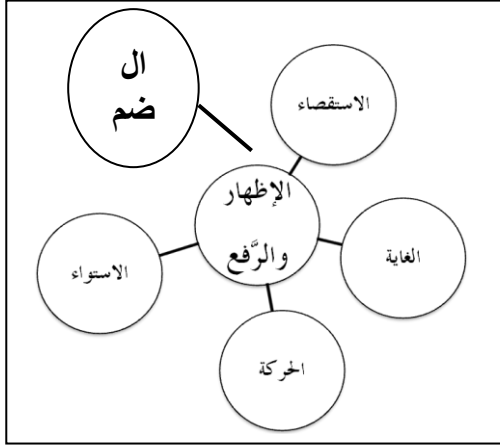 ال
ضم
الاستقصاء
الإظهار
والرَّفع
الغاية
الاستواء
الحركة